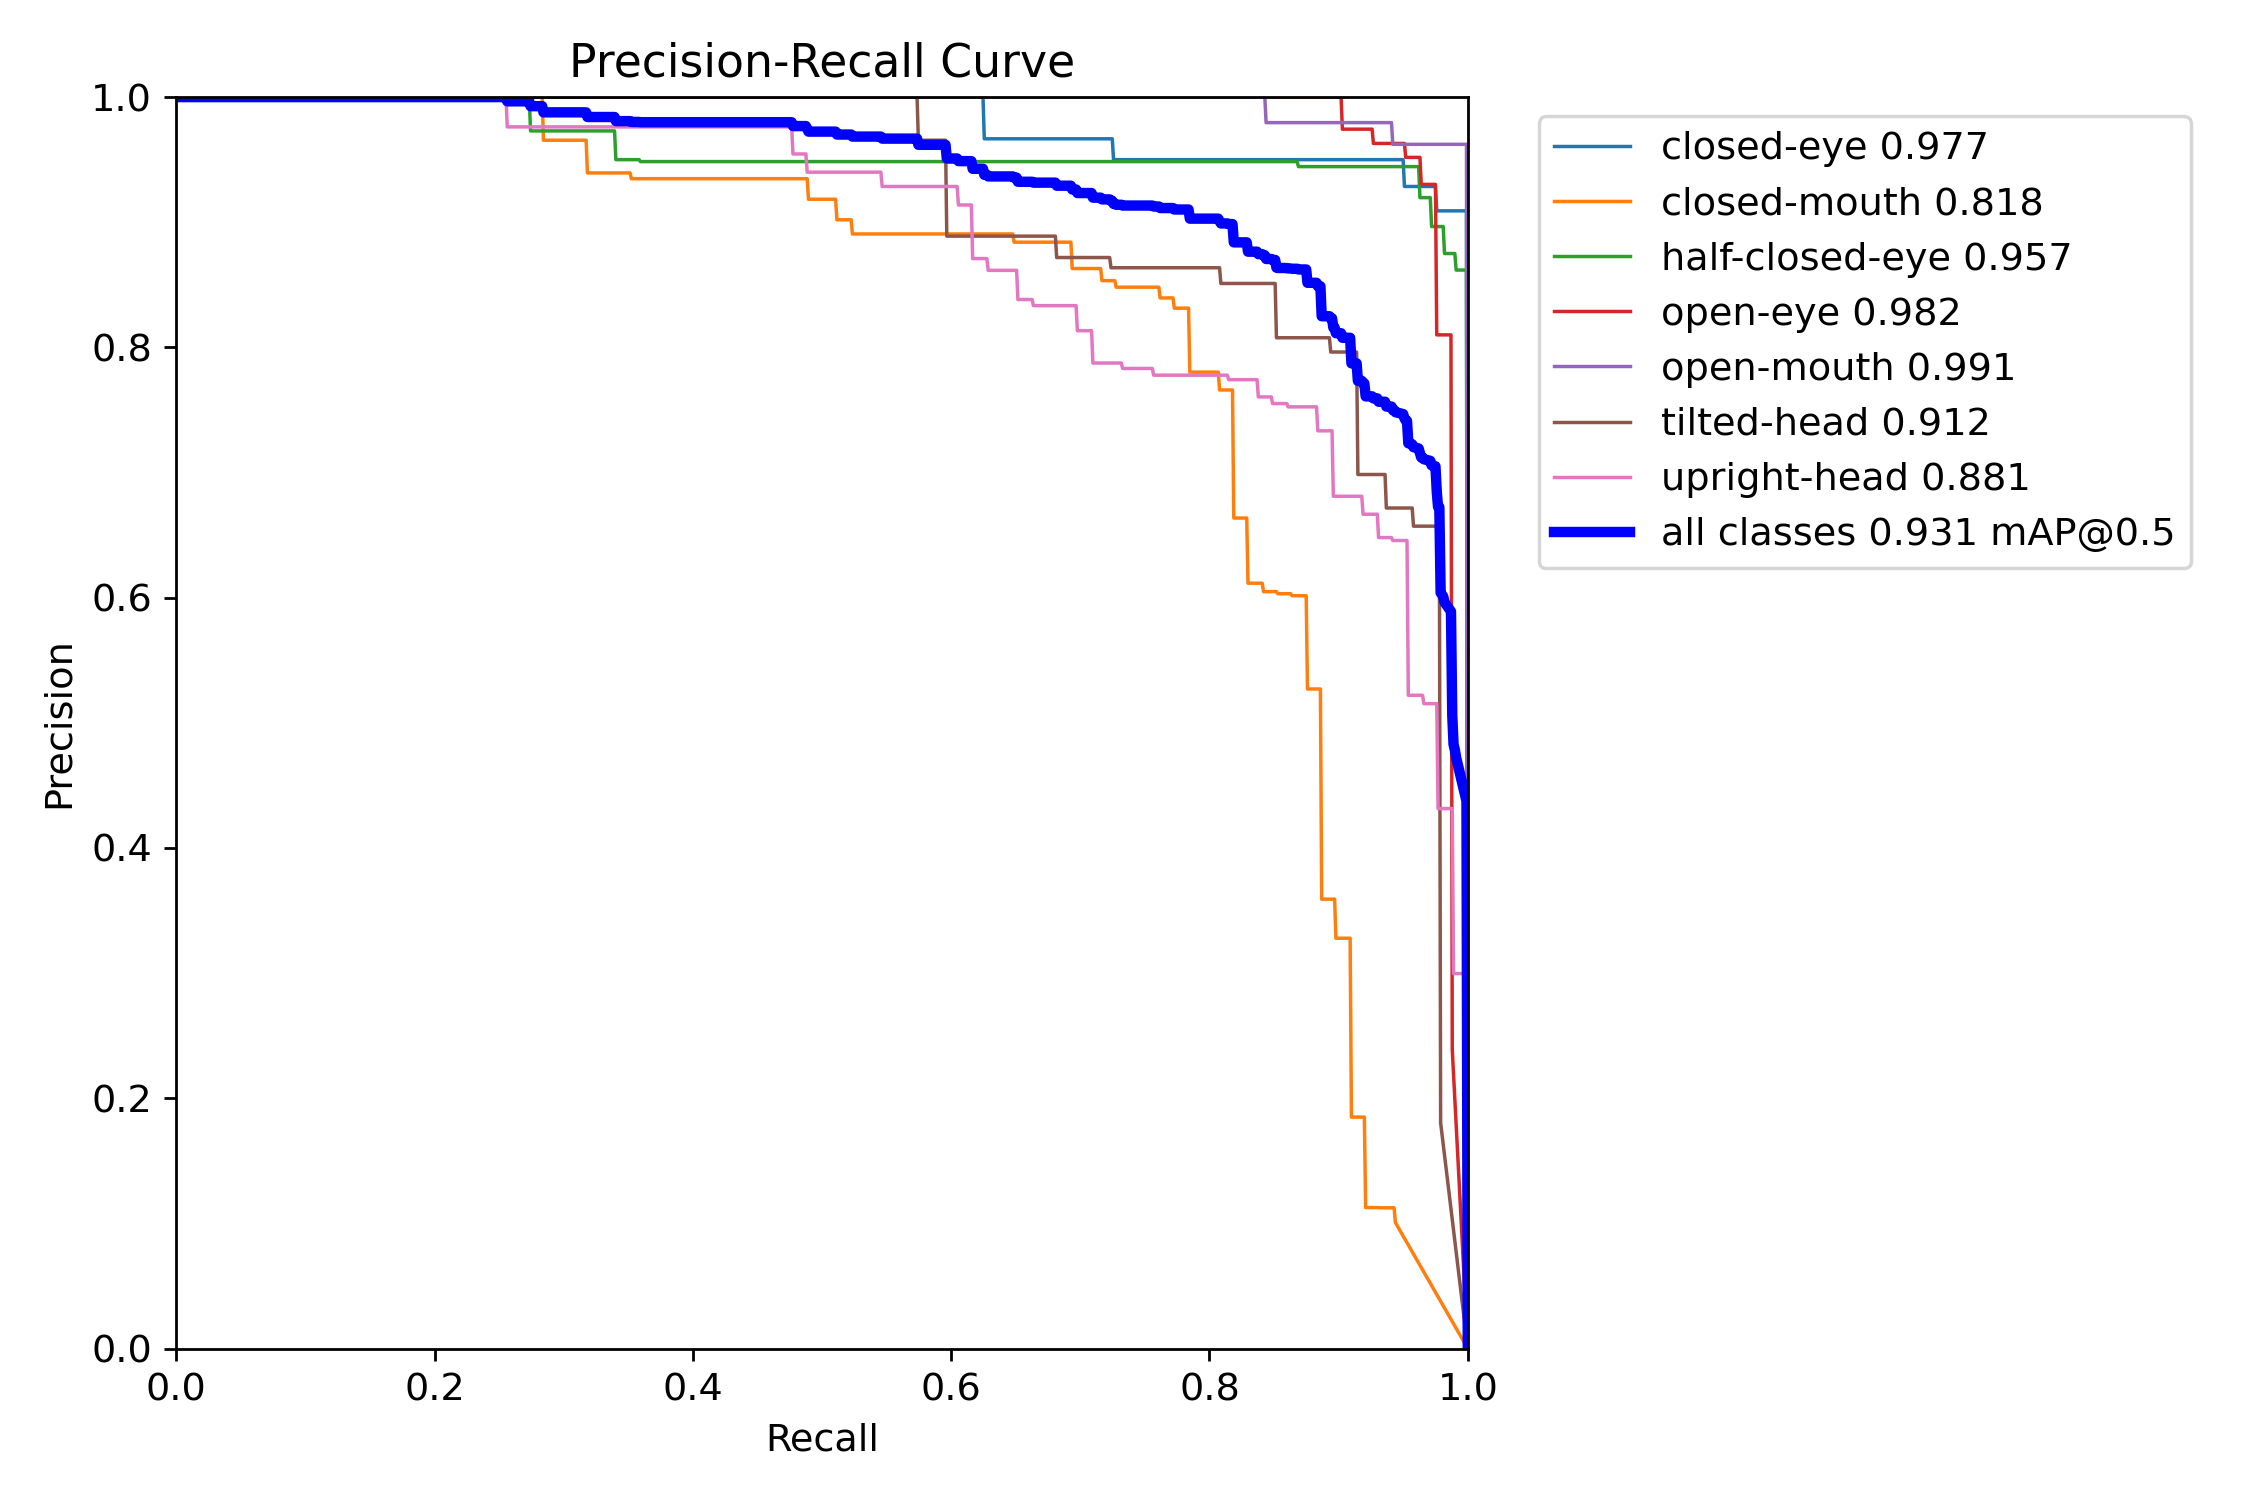 Precision-Recall Curve
1.0
0.8
0.6
0.4
0.2
0.0
Precision
0.0 0.2 0.4 0.6 0.8 1.0
Recall
closed-eye 0.977
closed-mouth 0.818
half-closed-eye 0.957
open-eye 0.982
open-mouth 0.991
tilted-head 0.912
upright-head 0.881
all classes 0.931 mAP@0.5